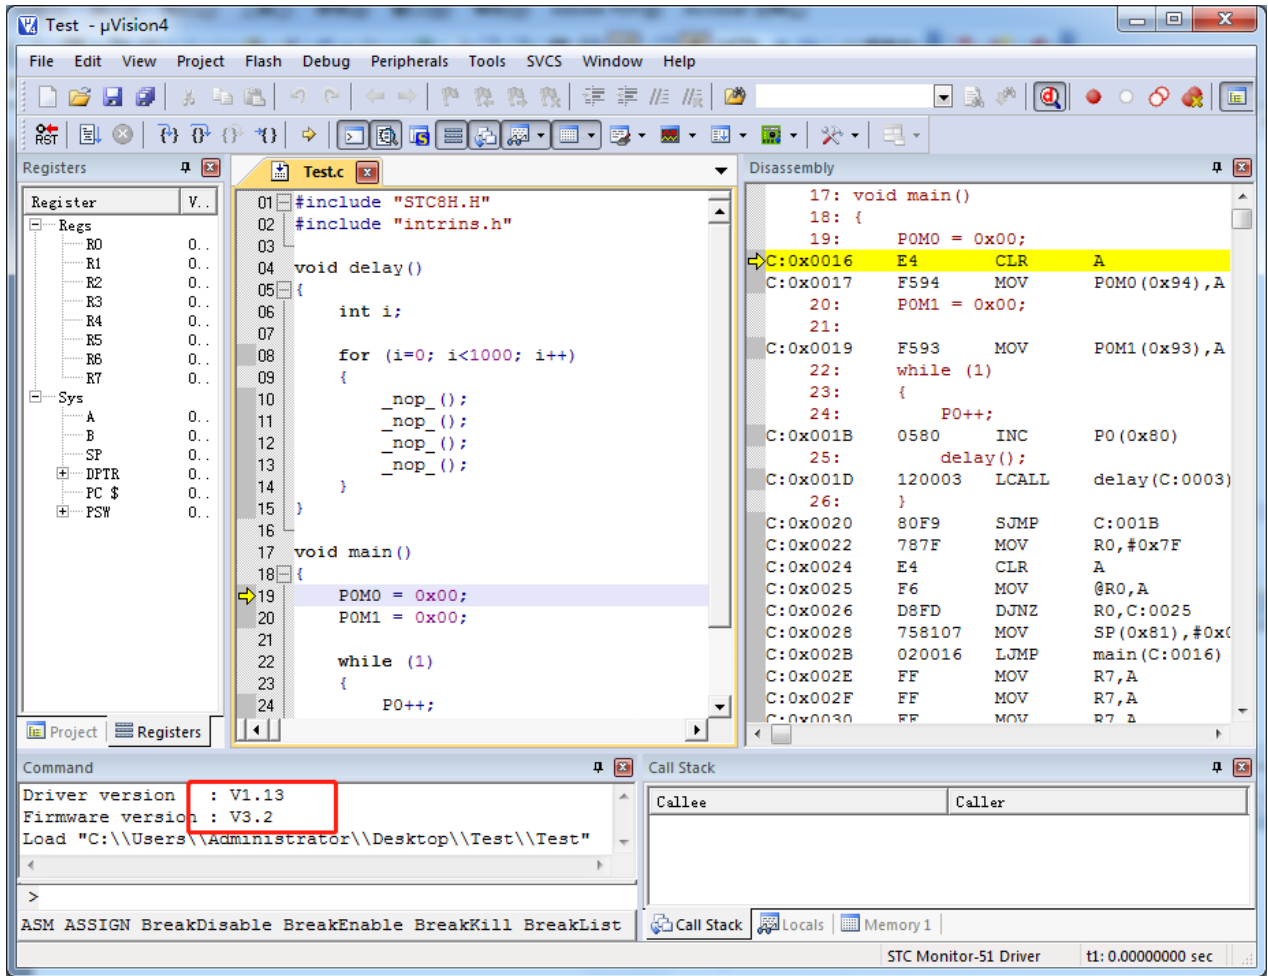 Test - µVision4
File Edit View Project Flash Debug Peripherals Tools SVCS Window Help
RST
Registers
Register V..
Regs
R0 0..
R1 0..
R2 0..
R3 0..
R4 0..
R5 0..
R6 0..
R7 0..
Sys
A 0..
B 0..
SP 0..
DPTR 0..
PC $ 0..
PSW 0..
Project Registers
Test.c
01 #include "STC8H.H"
02 #include "intrins.h"
03
04 void delay()
05 {
06 int i;
07
08 for (i=0; i<1000; i++)
09 {
10 _nop_();
11 _nop_();
12 _nop_();
13 _nop_();
14 }
15 }
16
17 void main()
18 {
19 P0M0 = 0x00;
20 P0M1 = 0x00;
21
22 while (1)
23 {
24 P0++;
Disassembly
17: void main()
18: {
19: P0M0 = 0x00;
C:0x0016 E4 CLR A
C:0x0017 F594 MOV P0M0(0x94),A
20: P0M1 = 0x00;
21:
C:0x0019 F593 MOV P0M1(0x93),A
22: while (1)
23: {
24: P0++;
C:0x001B 0580 INC P0(0x80)
25: delay();
C:0x001D 120003 LCALL delay(C:0003)
26: }
C:0x0020 80F9 SJMP C:001B
C:0x0022 787F MOV R0,#0x7F
C:0x0024 E4 CLR A
C:0x0025 F6 MOV @R0,A
C:0x0026 D8FD DJNZ R0,C:0025
C:0x0028 758107 MOV SP(0x81),#0x0
C:0x002B 020016 LJMP main(C:0016)
C:0x002E FF MOV R7,A
C:0x002F FF MOV R7,A
C:0x0030 FF MOV R7,A
Command
Driver version : V1.13
Firmware version : V3.2
Load "C:\\Users\\Administrator\\Desktop\\Test\\Test"
>
ASM ASSIGN BreakDisable BreakEnable BreakKill BreakList
Call Stack
Callee Caller
Call Stack Locals Memory 1
STC Monitor-51 Driver t1: 0.00000000 sec